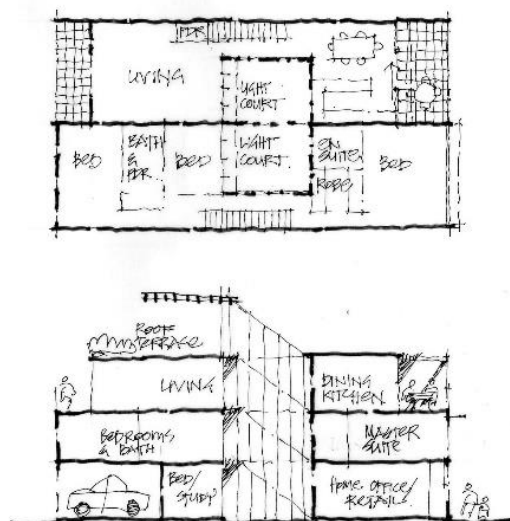 PDR
LIVING
LIGHT
COURT
BED
BATH
&
PDR
BED
LIGHT
COURT.
EN
SUITE
ROBE
BED
ROOF
TERRACE
LIVING
DINING
KITCHEN
BEDROOMS
& BATH
MASTER
SUITE
BED/
STUDY
HOME OFFICE/
RETAIL